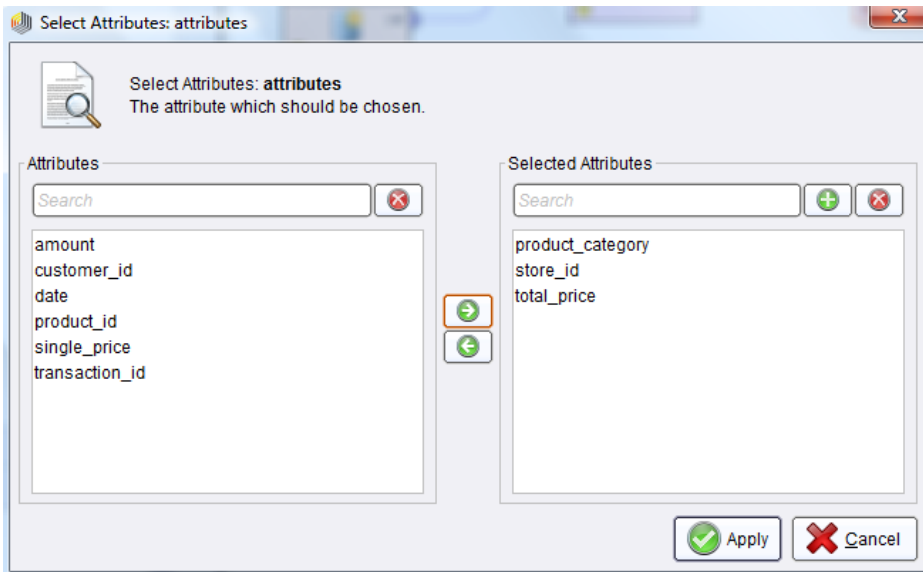 Select Attributes: attributes
Select Attributes: attributes
The attribute which should be chosen.
Attributes
Search
amount
customer_id
date
product_id
single_price
transaction_id
Selected Attributes
Search
product_category
store_id
total_price
Apply
Cancel